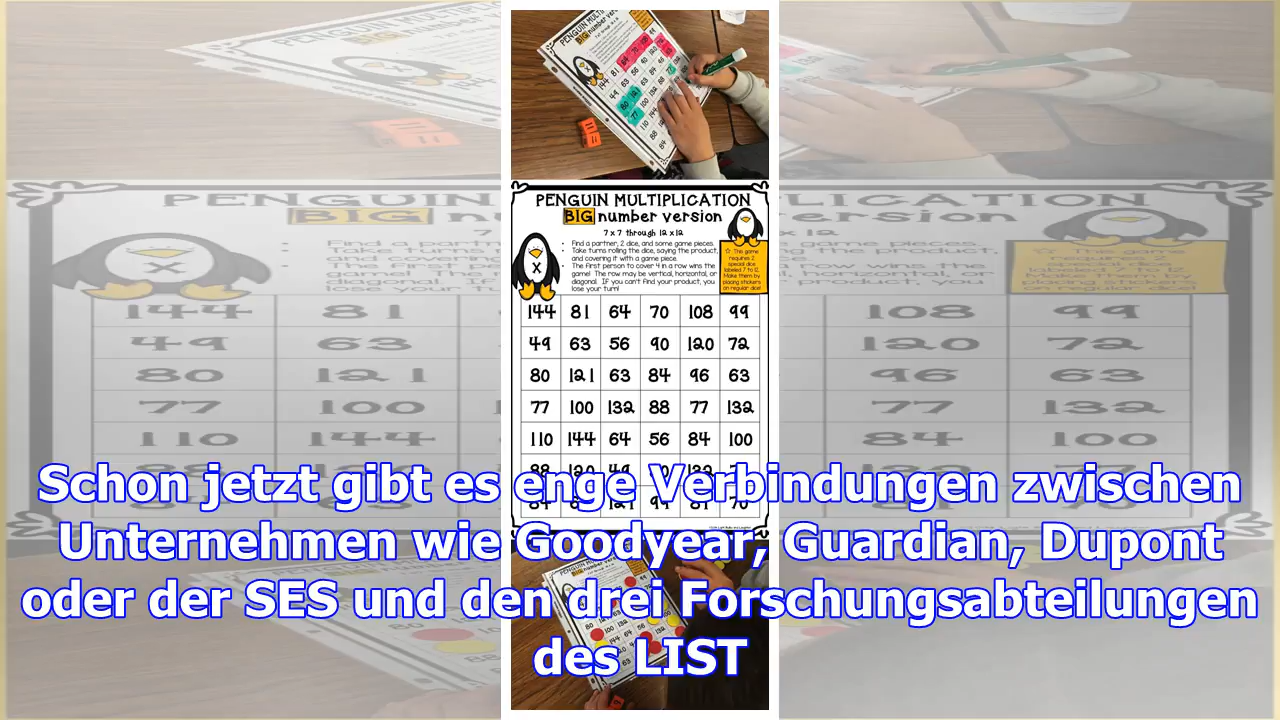 PENGUIN MULTIPLICATION
BIG number version
7 x 7 through 12 x 12
• Find a partner, 2 dice, and some game pieces.
• Take turns rolling the dice, saying the product, and covering it with a game piece.
• The first person to cover 4 in a row wins the game! The row may be vertical, horizontal, or diagonal. If you can't find your product, you lose your turn!
☆ The game
requires 2
special dice
labeled 7 to 12.
Make them by
placing stickers
on regular dice!
144 81 64 70 108 99
49 63 56 90 120 72
80 121 63 84 96 63
77 100 132 88 77 132
110 144 64 56 84 100
88 120 49
Schon jetzt gibt es enge Verbindungen zwischen
Unternehmen wie Goodyear, Guardian, Dupont
oder der SES und den drei Forschungsabteilungen
des LIST